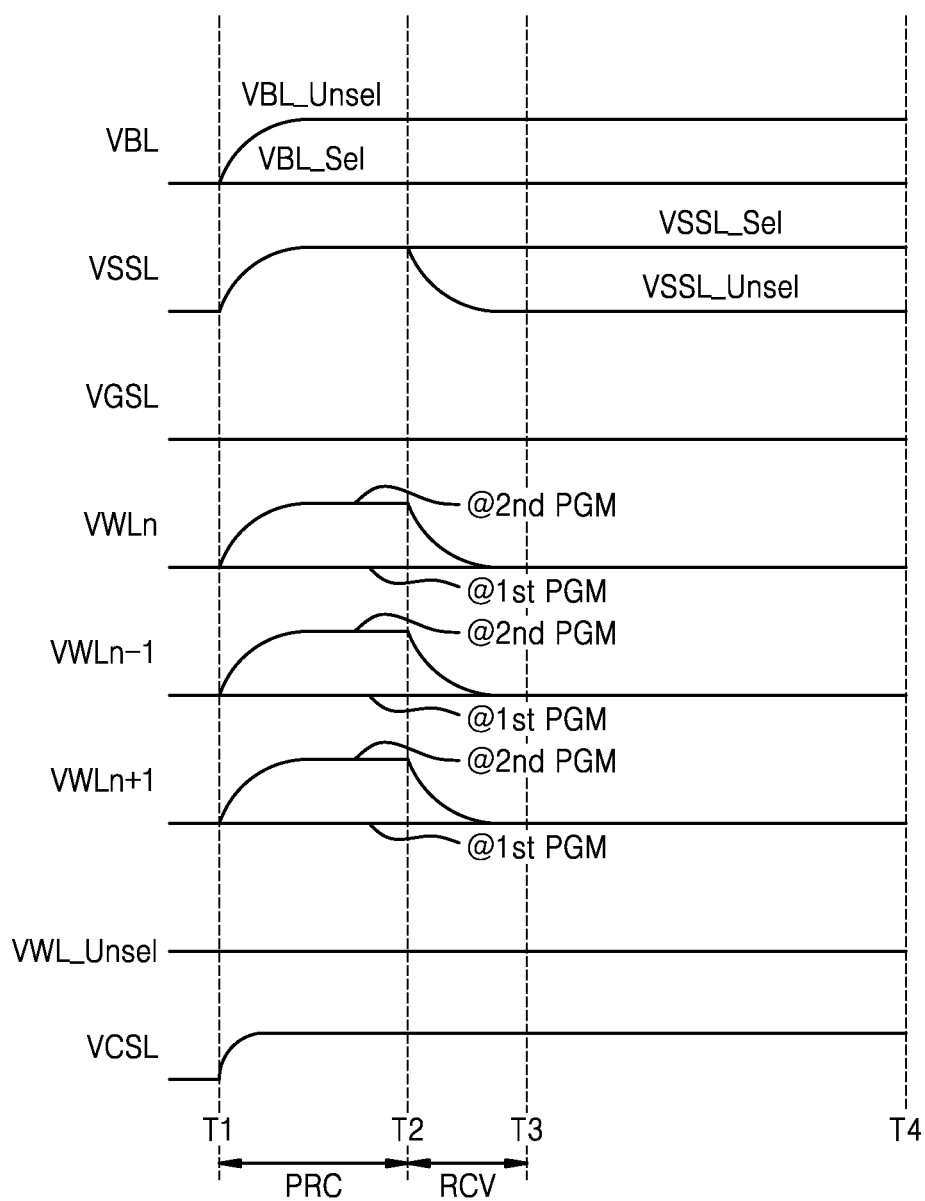 VBL_Unsel
VBL
VBL_Sel
VSSL_Sel
VSSL
VSSL_Unsel
VGSL
@2nd PGM
VWLn
@1st PGM
@2nd PGM
VWLn-1
@1st PGM
@2nd PGM
VWLn+1
@1st PGM
VWL_Unsel
VCSL
T1 T2 T3 T4
PRC RCV